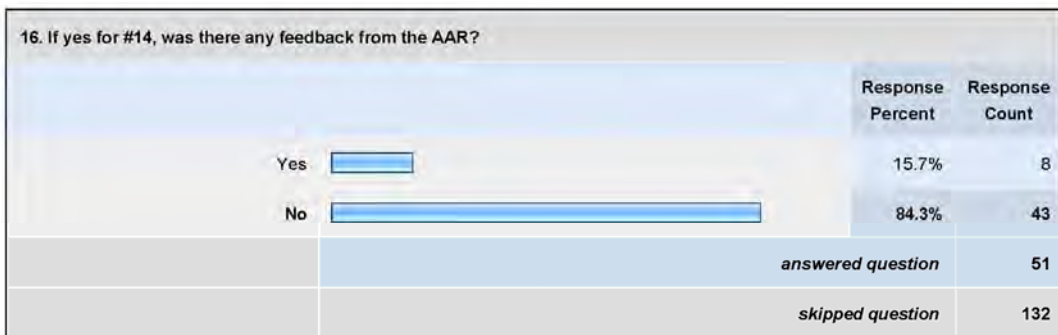 16. If yes for #14, was there any feedback from the AAR?
Response Percent Response Count
Yes 15.7% 8
No 84.3% 43
answered question 51
skipped question 132